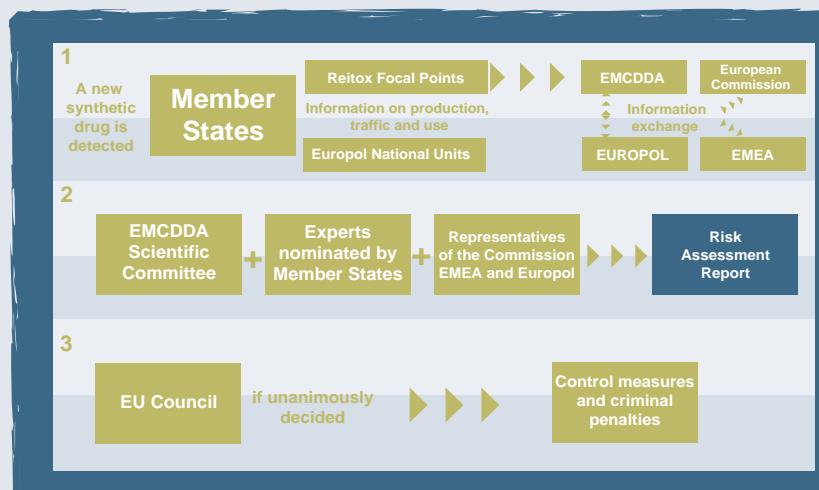 1
A new
synthetic
drug is
detected
Member
States
Reitox Focal Points
Information on production,
traffic and use
Europol National Units
EMCDDA
European
Commission
Information
exchange
EUROPOL
EMEA
2
EMCDDA
Scientific
Committee
+
Experts
nominated by
Member States
+
Representatives
of the Commission
EMEA and Europol
Risk
Assessment
Report
3
EU Council
if unanimously
decided
Control measures
and criminal
penalties